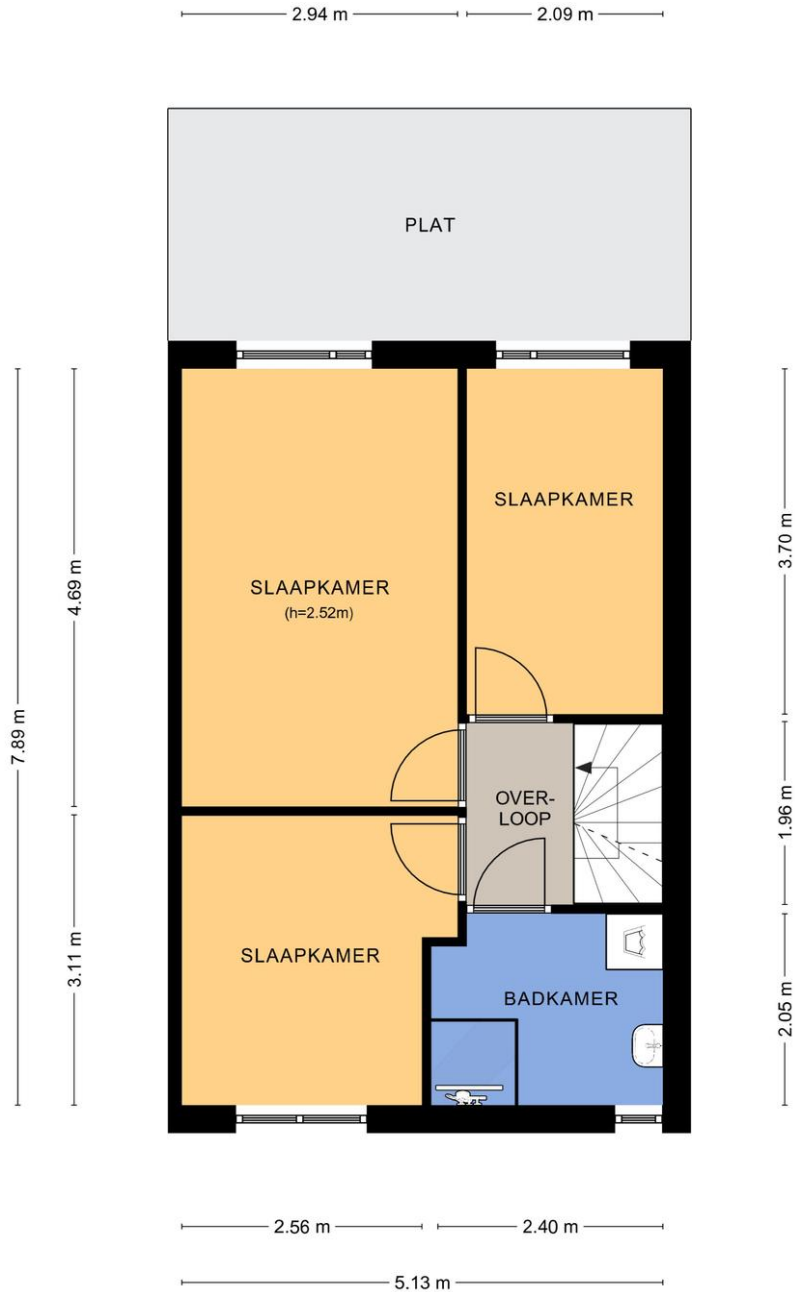 2.94 m
2.09 m
PLAT
SLAAPKAMER
SLAAPKAMER
(h=2.52m)
OVER-
LOOP
SLAAPKAMER
BADKAMER
7.89 m
4.69 m
3.11 m
3.70 m
1.96 m
2.05 m
2.56 m
2.40 m
5.13 m